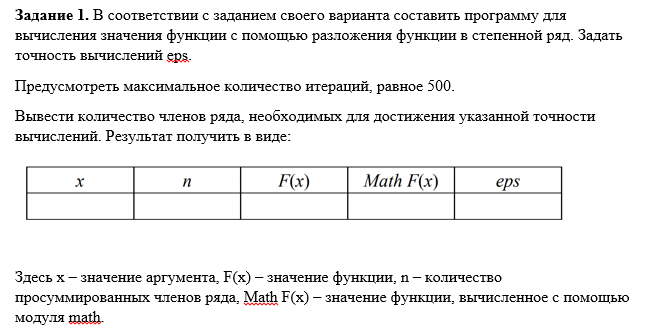 Задание 1. В соответствии с заданием своего варианта составить программу для
вычисления значения функции с помощью разложения функции в степенной ряд. Задать
точность вычислений eps.
Предусмотреть максимальное количество итераций, равное 500.
Вывести количество членов ряда, необходимых для достижения указанной точности
вычислений. Результат получить в виде:
x n F(x) Math F(x) eps
Здесь x – значение аргумента, F(x) – значение функции, n – количество
просуммированных членов ряда, Math F(x) – значение функции, вычисленное с помощью
модуля math.